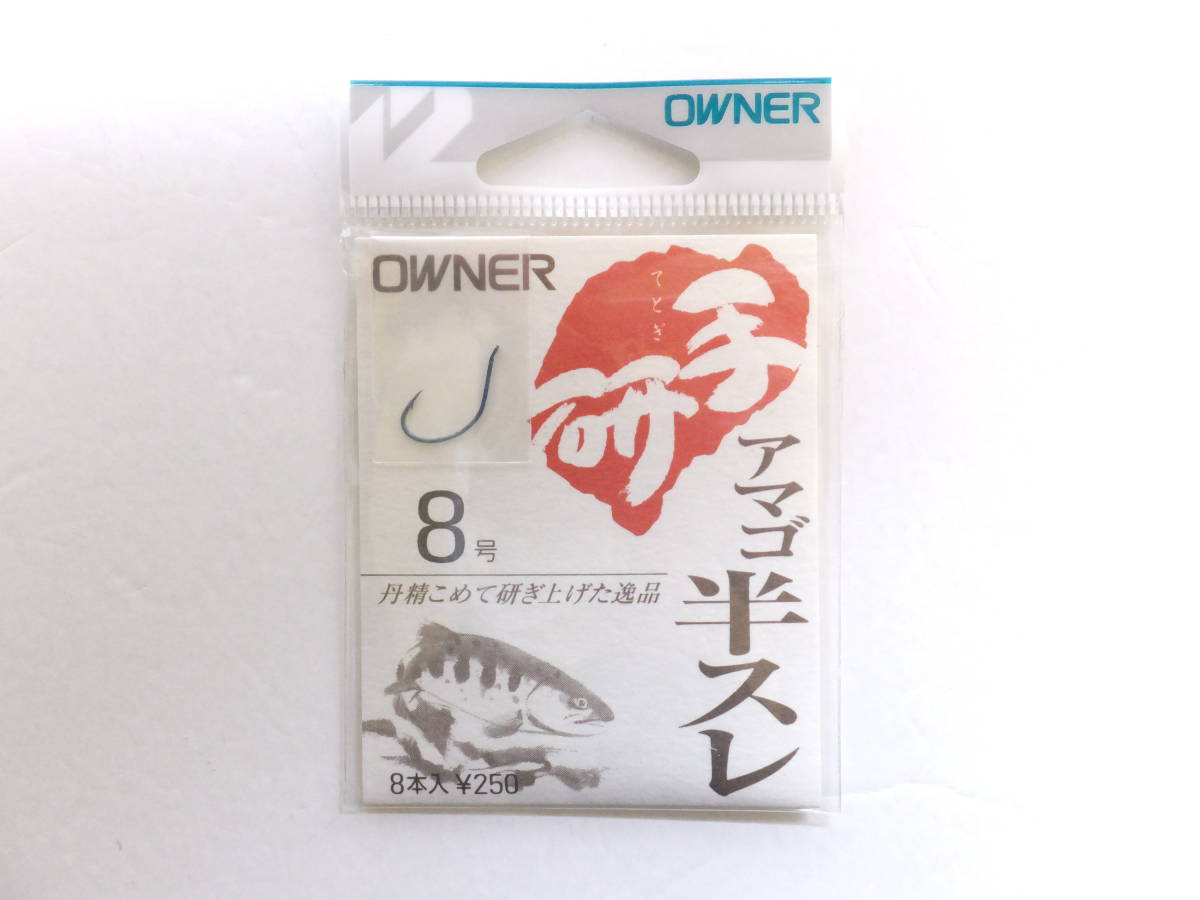 OWNER
OWNER
てとぎ
手研
アマゴ半スレ
8号
丹精こめて研ぎ上げた逸品
8本入 ¥250